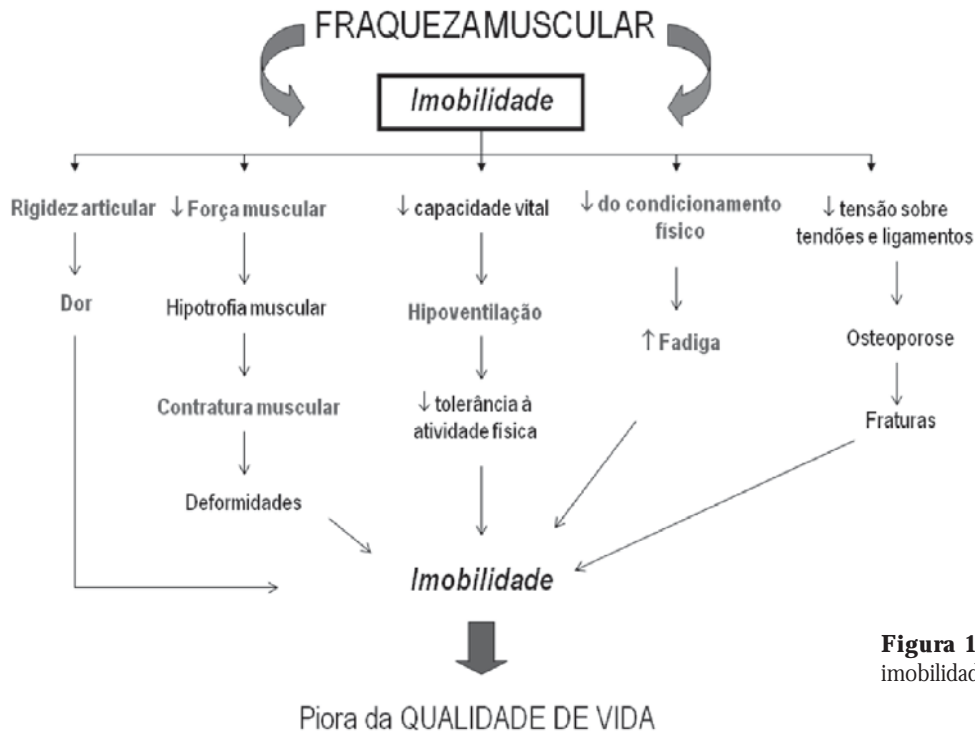 FRAQUEZAMUSCULAR
Imobilidade
Rigidez articular
↓ Força muscular
↓ capacidade vital
↓ do condicionamento
físico
↓ tensão sobre
tendões e ligamentos
Dor
Hipotrofia muscular
Hipoventilação
↑ Fadiga
Osteoporose
Contratura muscular
↓ tolerância à
atividade física
Fraturas
Deformidades
Imobilidade
Figura 1
imobilidad
Piora da QUALIDADE DE VIDA